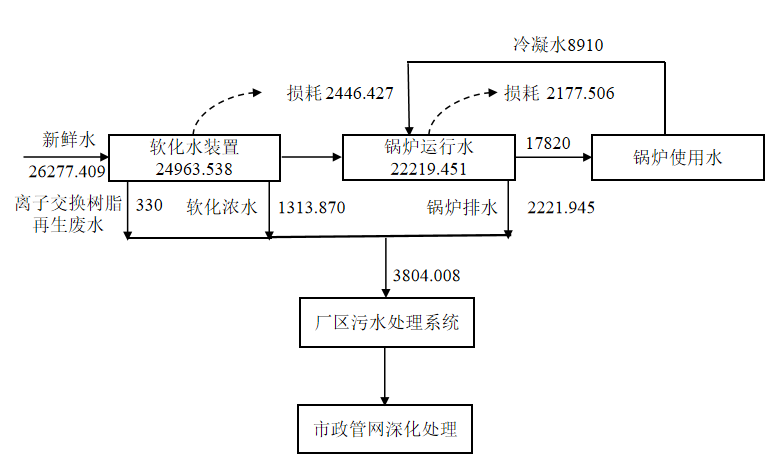 冷凝水8910
损耗 2446.427
损耗 2177.506
新鲜水
26277.409
软化水装置
24963.538
锅炉运行水
22219.451
17820
锅炉使用水
离子交换树脂
再生废水
330
软化浓水
1313.870
锅炉排水
2221.945
3804.008
厂区污水处理系统
市政管网深化处理